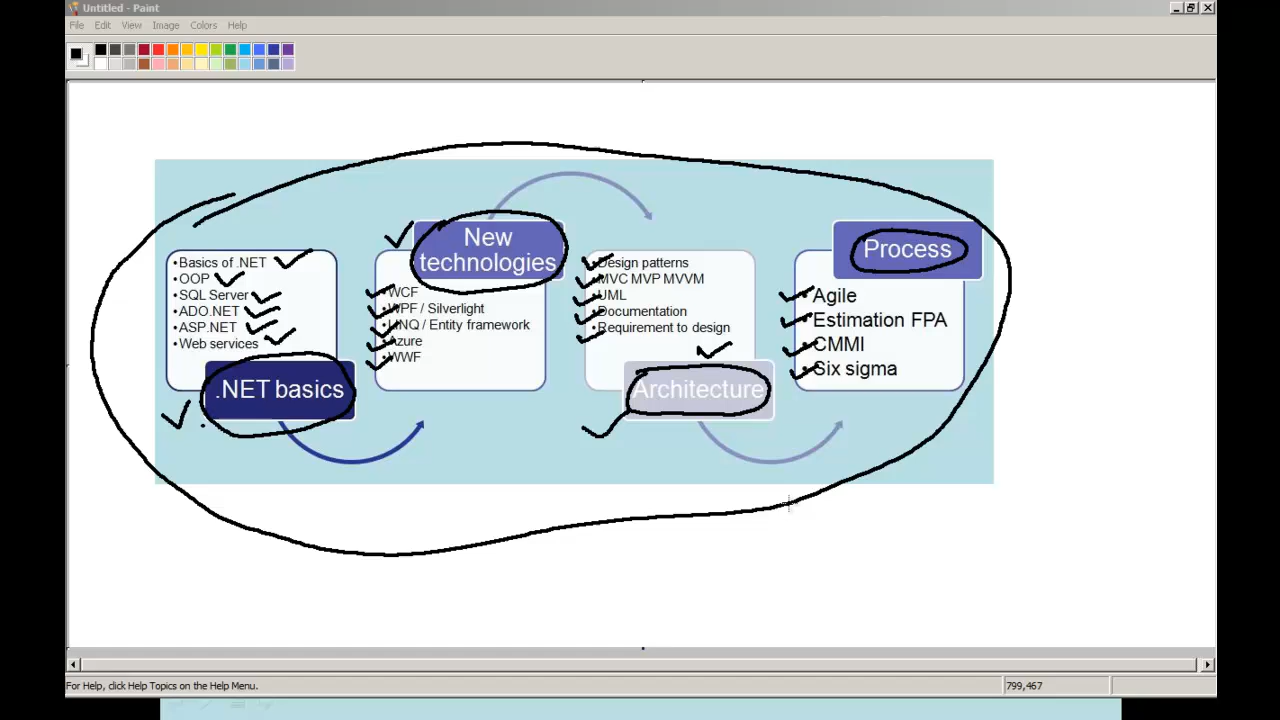 Untitled - Paint
File Edit View Image Colors Help
• Basics of .NET
• OOP
• SQL Server
• ADO.NET
• ASP.NET
• Web services
.NET basics
New
technologies
• WCF
• WPF / Silverlight
• LINQ / Entity framework
• Azure
• WWF
• Design patterns
• MVC MVP MVVM
• UML
• Documentation
• Requirement to design
Architecture
Process
• Agile
• Estimation FPA
• CMMI
• Six sigma
For Help, click Help Topics on the Help Menu.
799,467